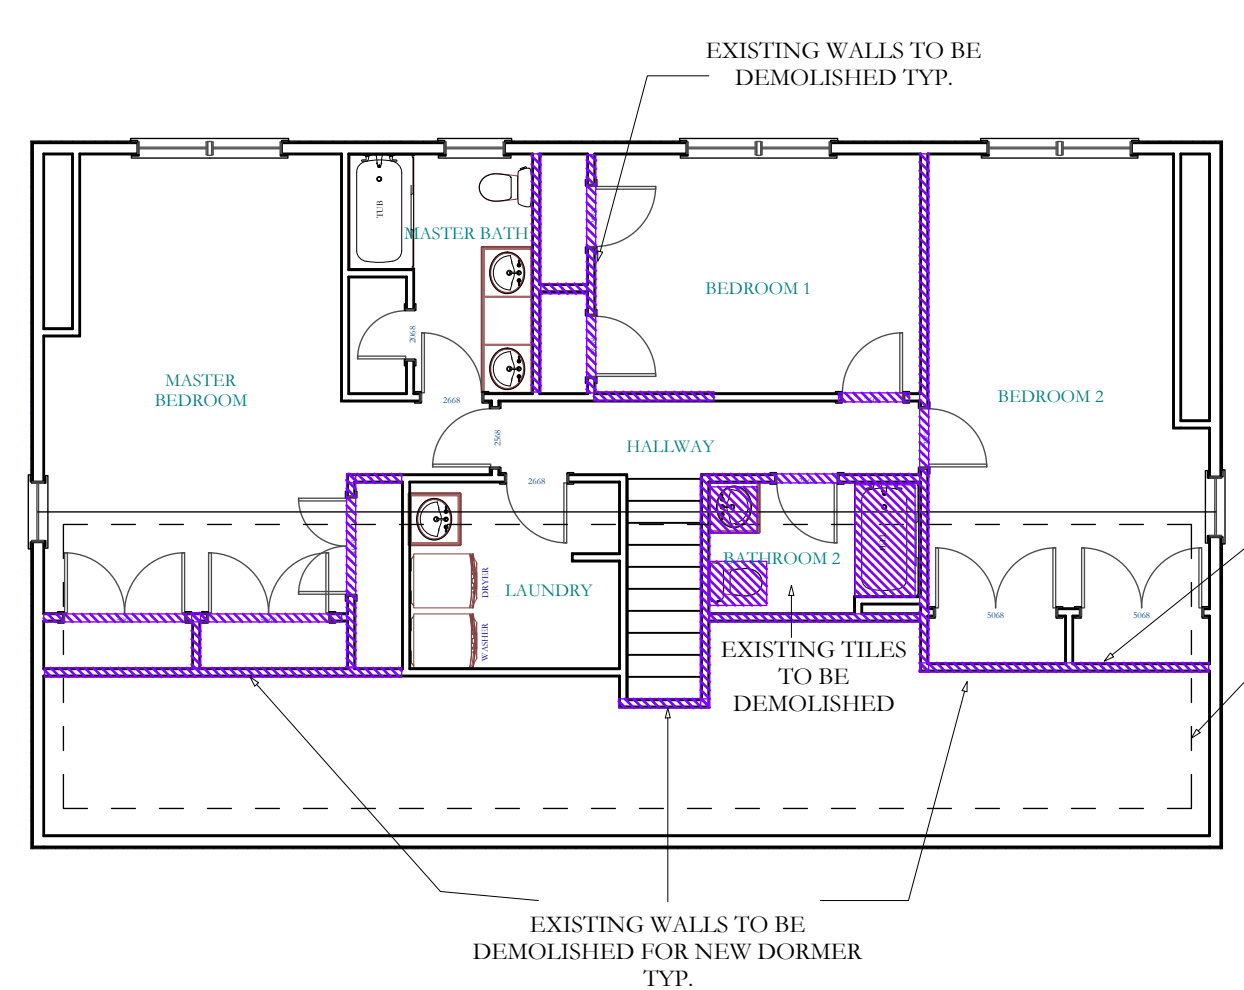 EXISTING WALLS TO BE
DEMOLISHED TYP.
TUB
MASTER BATH
BEDROOM 1
2068
MASTER
BEDROOM
2668
BEDROOM 2
2568
HALLWAY
2668
BATHROOM 2
DRYER
LAUNDRY
5068
5068
WASHER
EXISTING TILES
TO BE
DEMOLISHED
EXISTING WALLS TO BE
DEMOLISHED FOR NEW DORMER
TYP.